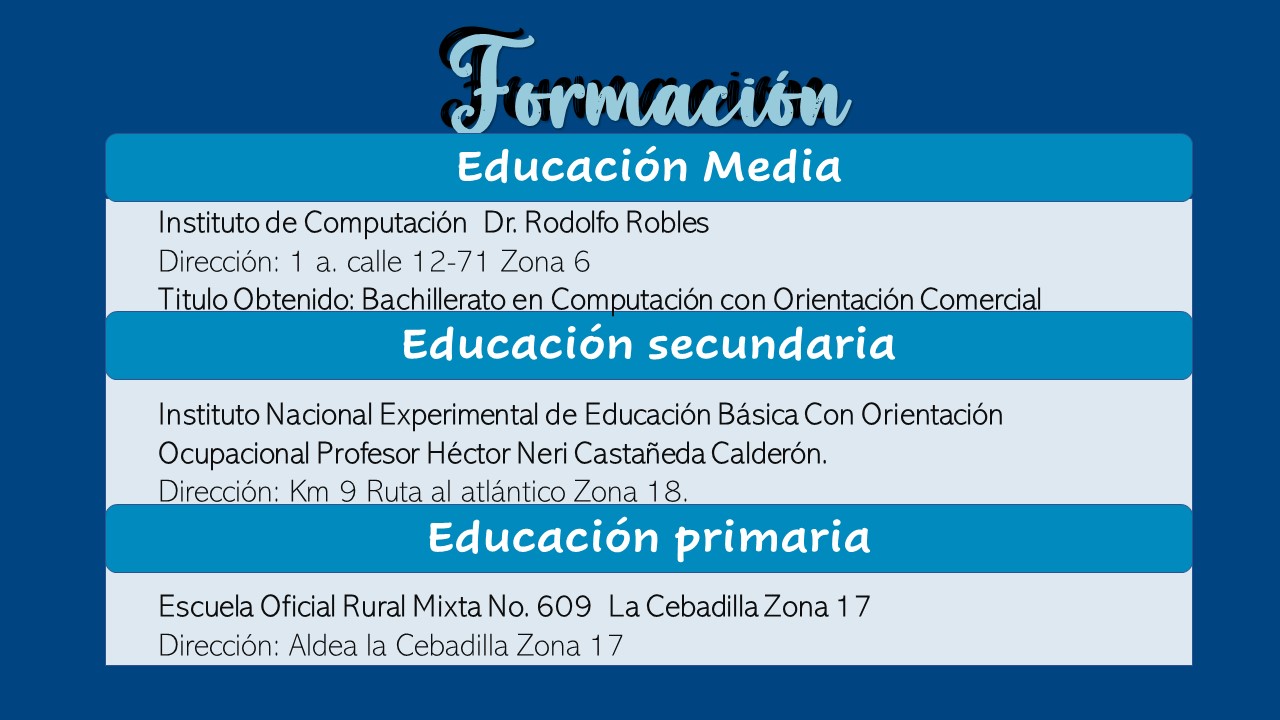 Formación
Educación Media
Instituto de Computación Dr. Rodolfo Robles
Dirección: 1 a. calle 12-71 Zona 6
Titulo Obtenido: Bachillerato en Computación con Orientación Comercial
Educación secundaria
Instituto Nacional Experimental de Educación Básica Con Orientación
Ocupacional Profesor Héctor Neri Castañeda Calderón.
Dirección: Km 9 Ruta al atlántico Zona 18.
Educación primaria
Escuela Oficial Rural Mixta No. 609 La Cebadilla Zona 17
Dirección: Aldea la Cebadilla Zona 17